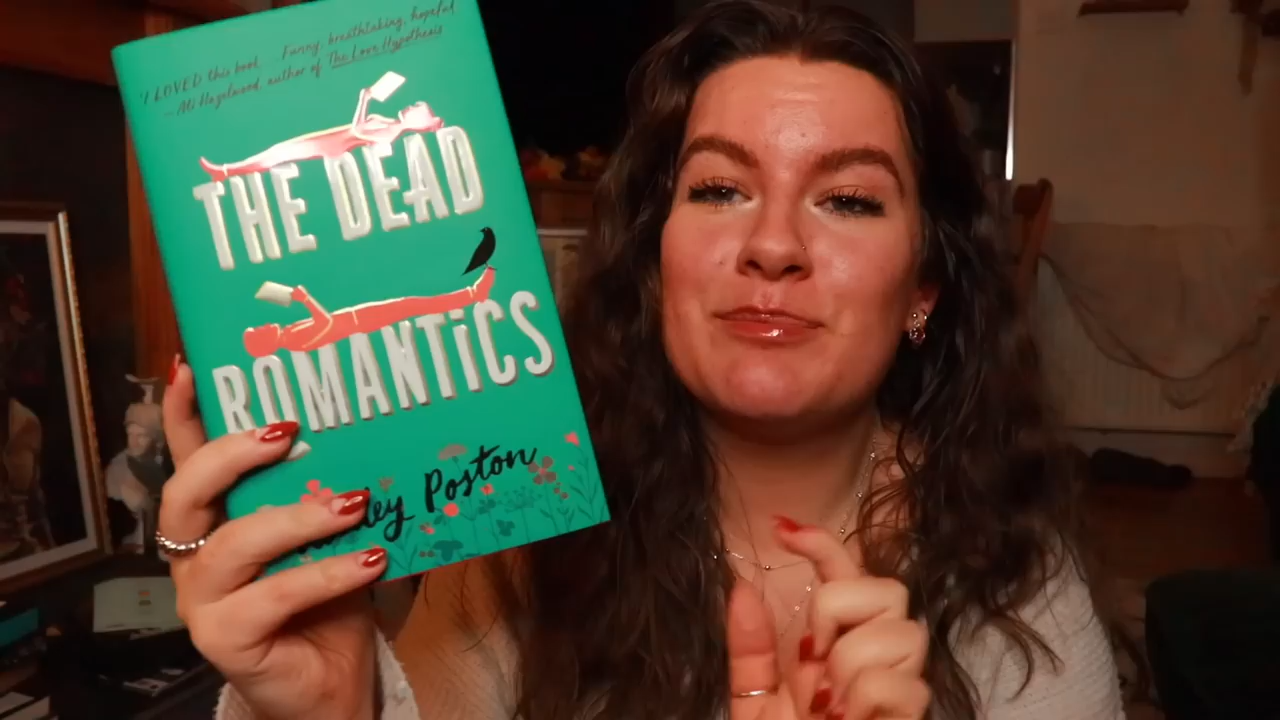 'I LOVED this book Funny, breathtaking, hopeful
Ali Hazelwood, author of The Love Hypothesis
THE DEAD
ROMANTiCS
Poston